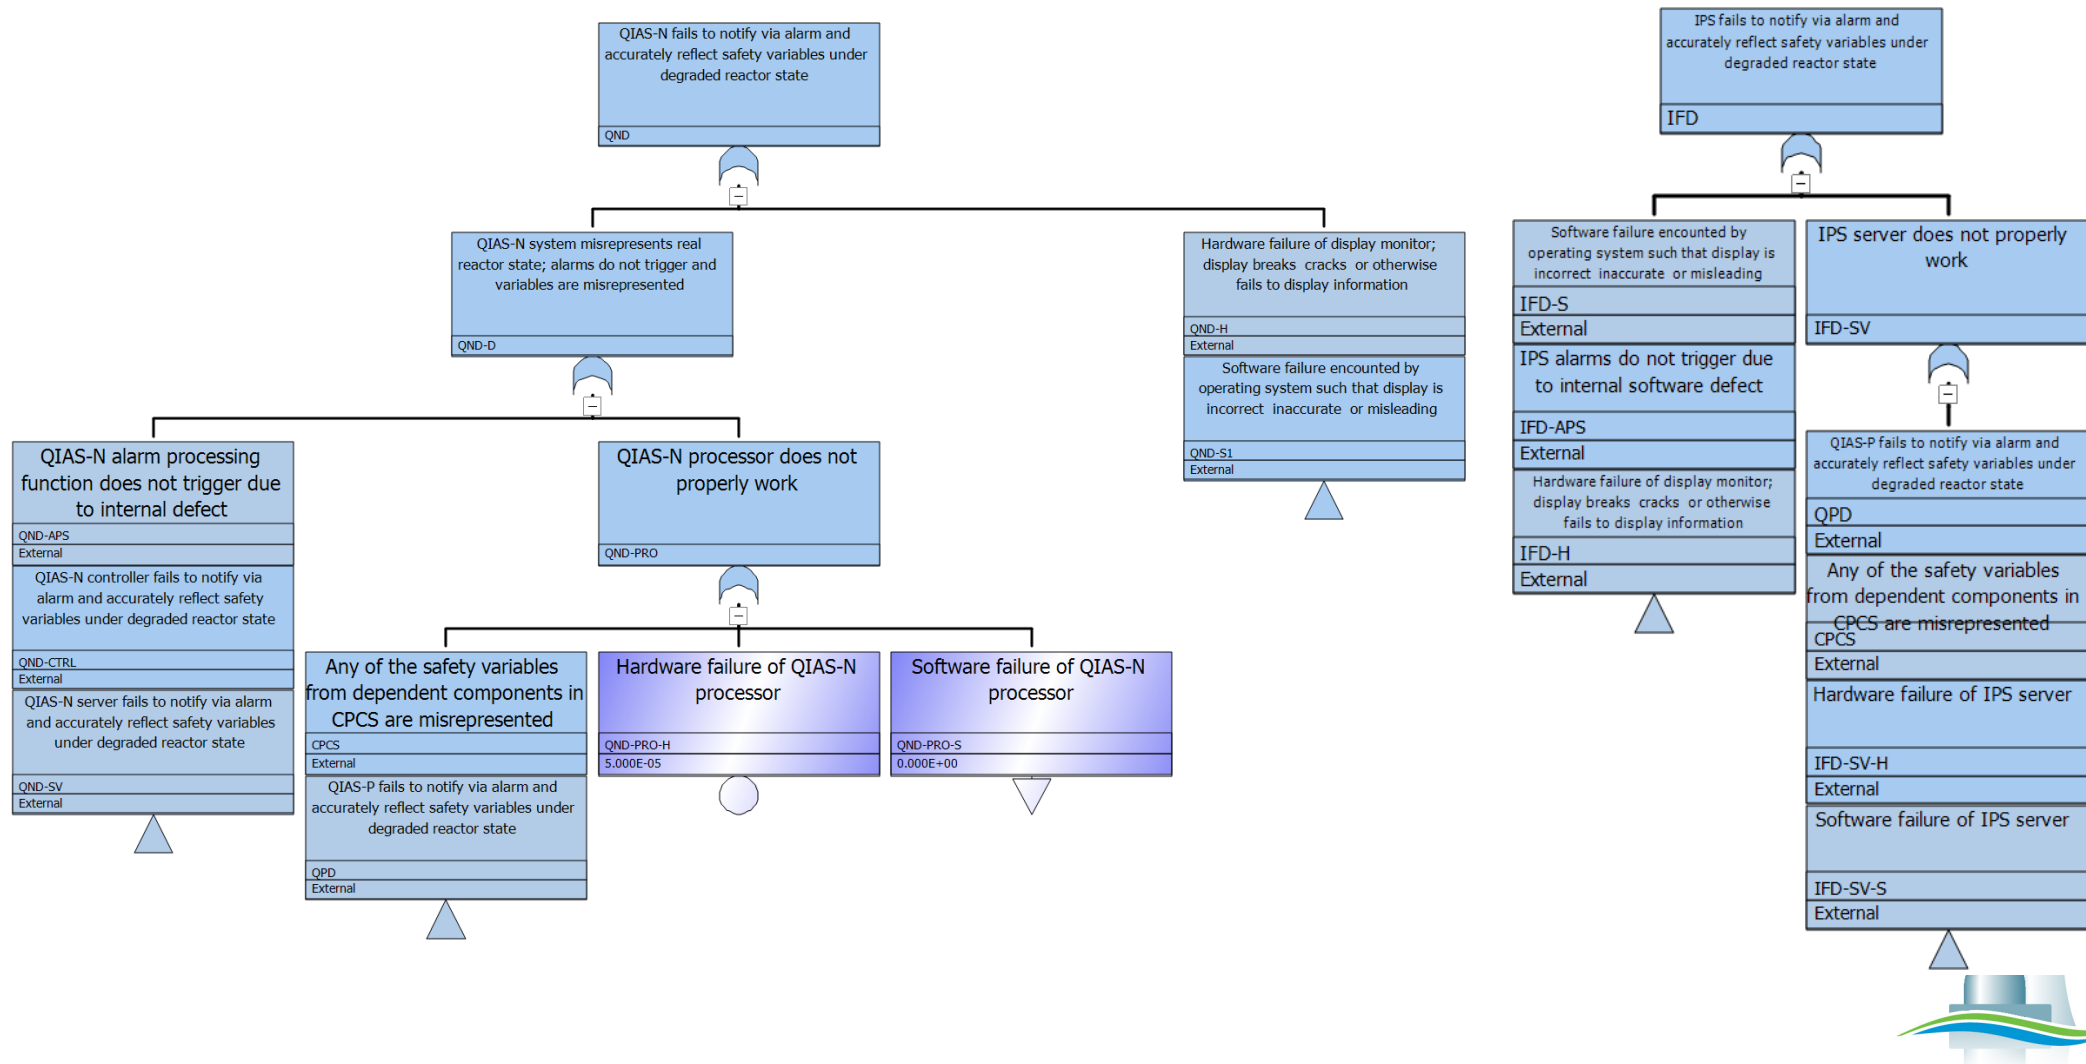 QIAS-N fails to notify via alarm and
accurately reflect safety variables under
degraded reactor state
QND
QIAS-N system misrepresents real
reactor state; alarms do not trigger and
variables are misrepresented
QND-D
Hardware failure of display monitor;
display breaks cracks or otherwise
fails to display information
QND-H
External
Software failure encounted by
operating system such that display is
incorrect inaccurate or misleading
QND-S1
External
QIAS-N alarm processing
function does not trigger due
to internal defect
QND-APS
External
QIAS-N controller fails to notify via
alarm and accurately reflect safety
variables under degraded reactor state
QND-CTRL
External
QIAS-N server fails to notify via alarm
and accurately reflect safety variables
under degraded reactor state
QND-SV
External
QIAS-N processor does not
properly work
QND-PRO
Any of the safety variables
from dependent components in
CPCS are misrepresented
CPCS
External
QIAS-P fails to notify via alarm and
accurately reflect safety variables under
degraded reactor state
QPD
External
Hardware failure of QIAS-N
processor
QND-PRO-H
5.000E-05
Software failure of QIAS-N
processor
QND-PRO-S
0.000E+00
IPS fails to notify via alarm and
accurately reflect safety variables under
degraded reactor state
IFD
Software failure encounted by
operating system such that display is
incorrect inaccurate or misleading
IFD-S
External
IPS alarms do not trigger due
to internal software defect
IFD-APS
External
Hardware failure of display monitor;
display breaks cracks or otherwise
fails to display information
IFD-H
External
IPS server does not properly
work
IFD-SV
QIAS-P fails to notify via alarm and
accurately reflect safety variables under
degraded reactor state
QPD
External
Any of the safety variables
from dependent components in
CPCS are misrepresented
CPCS
External
Hardware failure of IPS server
IFD-SV-H
External
Software failure of IPS server
IFD-SV-S
External